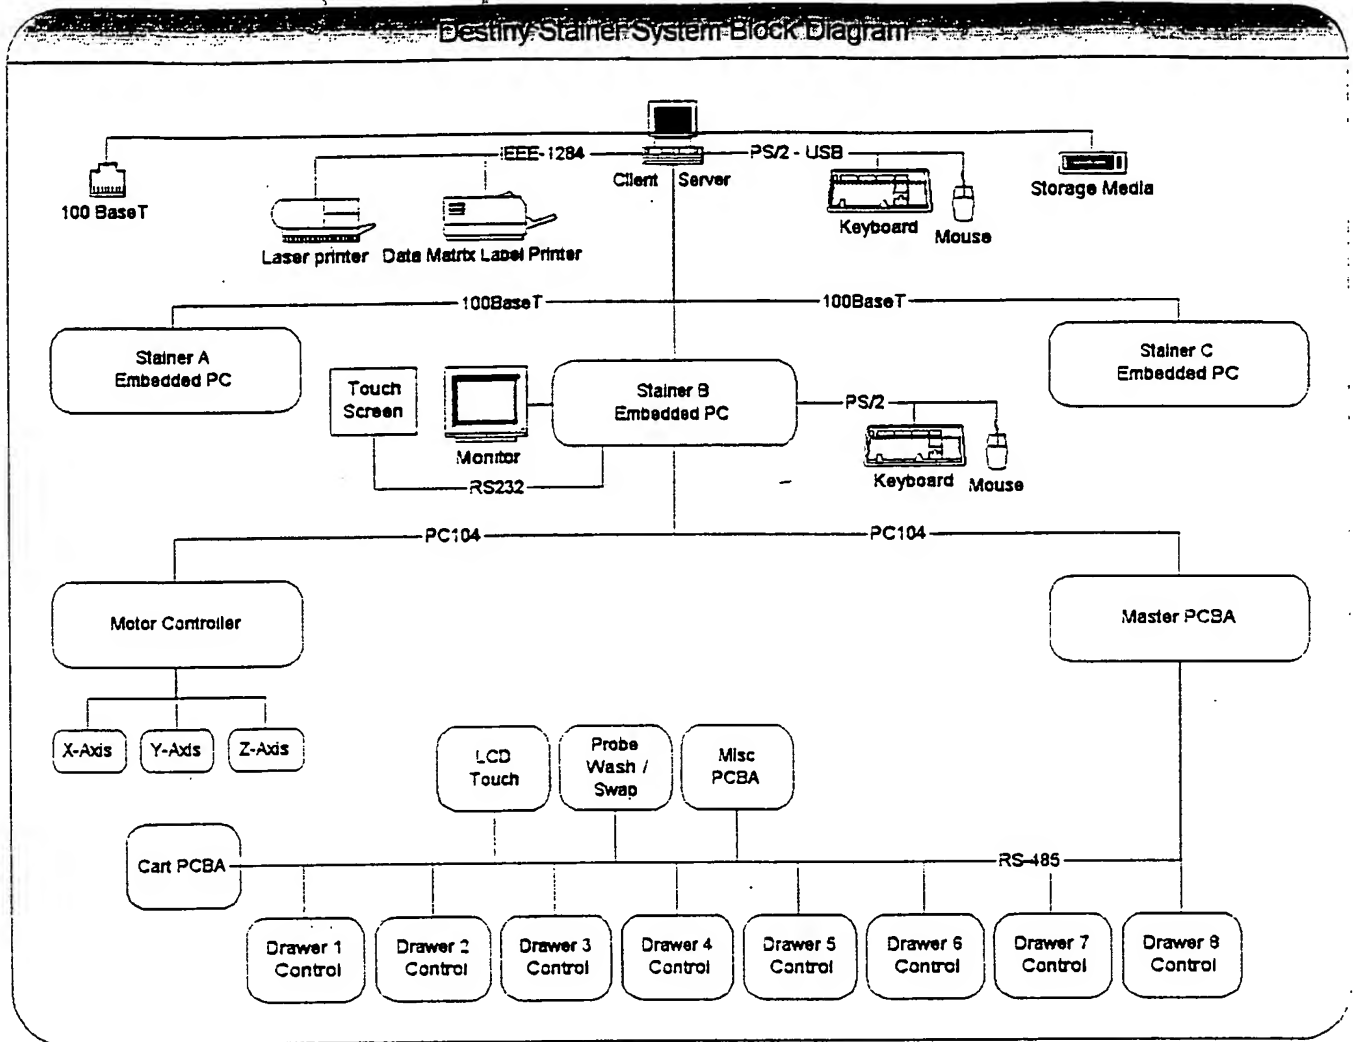 Destiny Stainer System Block Diagram
IEEE-1284
PS/2 - USB
Client Server
100 BaseT
Laser printer
Data Matrix Label Printer
Keyboard
Mouse
Storage Media
100BaseT
100BaseT
Stainer A
Embedded PC
Stainer B
Embedded PC
Stainer C
Embedded PC
Touch
Screen
Monitor
RS232
PS/2
Keyboard
Mouse
PC104
PC104
Motor Controller
Master PCBA
X-Axis
Y-Axis
Z-Axis
LCD
Touch
Probe
Wash /
Swap
Misc
PCBA
Cart PCBA
RS-485
Drawer 1
Control
Drawer 2
Control
Drawer 3
Control
Drawer 4
Control
Drawer 5
Control
Drawer 6
Control
Drawer 7
Control
Drawer 8
Control